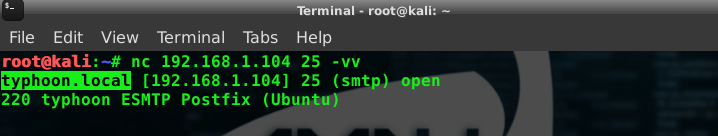 Terminal - root@kali: ~
File Edit View Terminal Tabs Help
root@kali:~# nc 192.168.1.104 25 -vv
typhoon.local [192.168.1.104] 25 (smtp) open
220 typhoon ESMTP Postfix (Ubuntu)